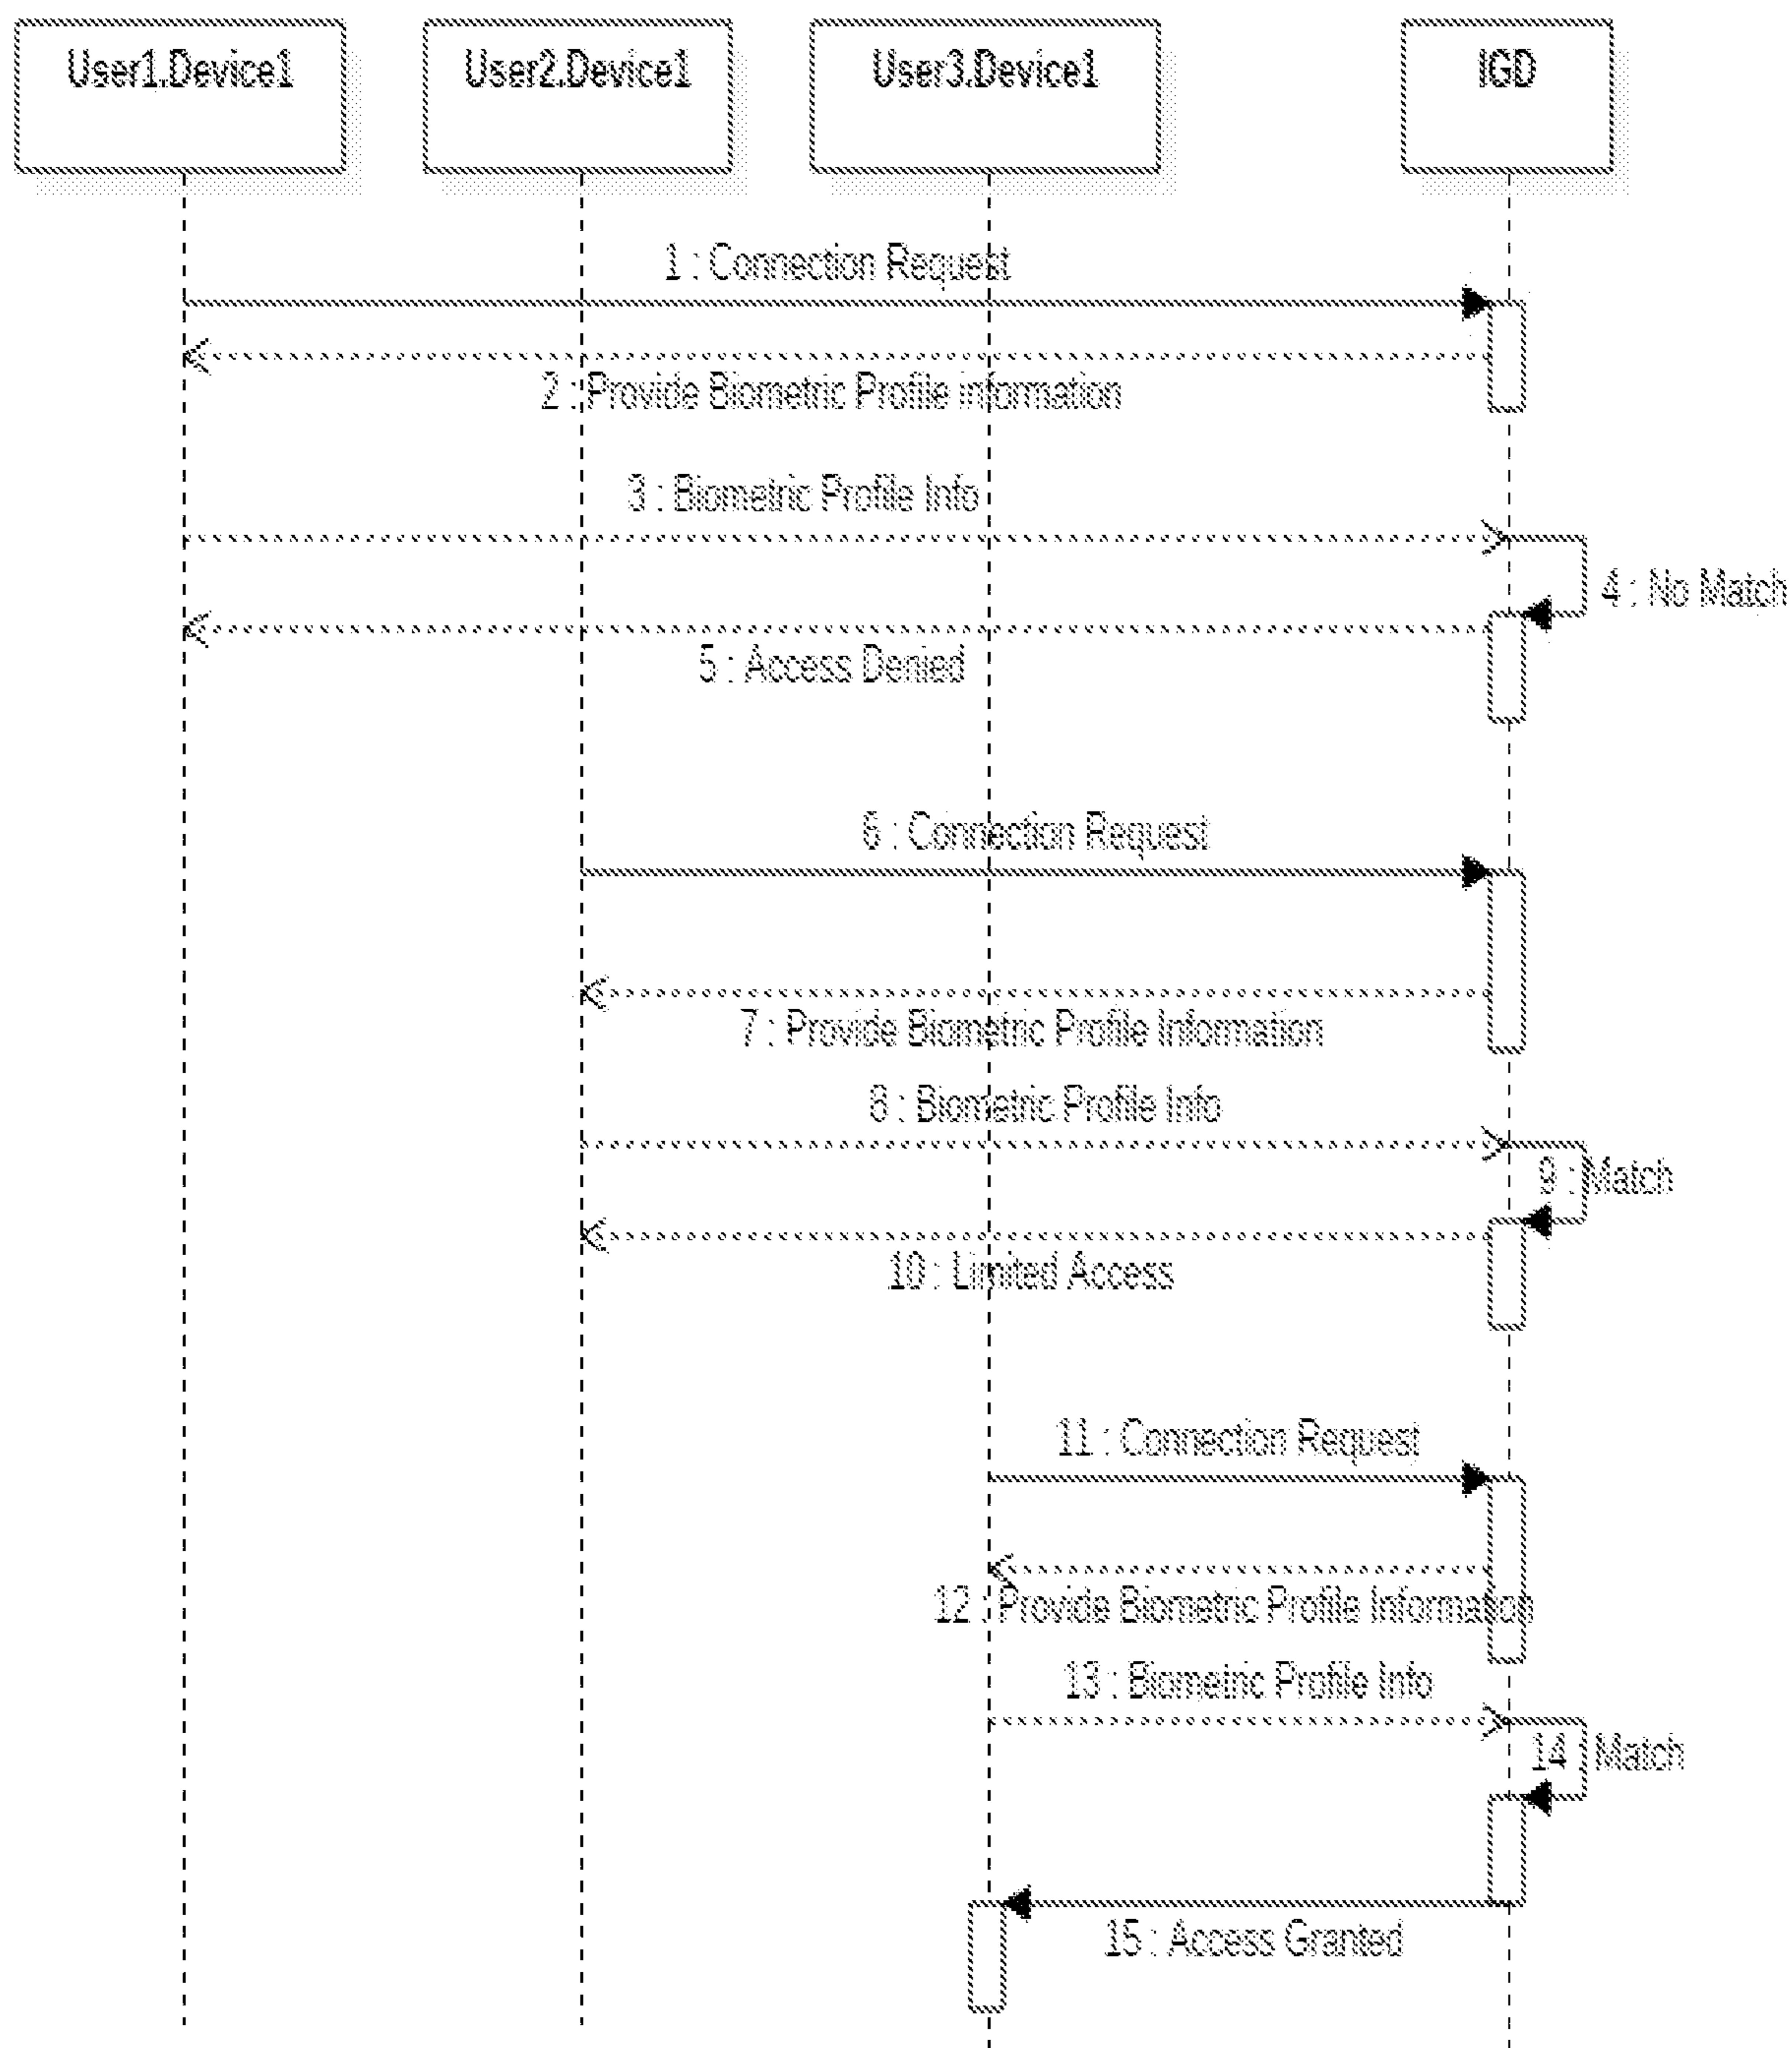 User1.Device1
User2.Device1
User3.Device1
IGD
1 : Connection Request
2 : Provide Biometric Profile information
3 : Biometric Profile Info
4 : No Match
5 : Access Denied
6 : Connection Request
7 : Provide Biometric Profile Information
8 : Biometric Profile Info
9 : Match
10 : Limited Access
11 : Connection Request
12 : Provide Biometric Profile Information
13 : Biometric Profile Info
14 : Match
15 : Access Granted